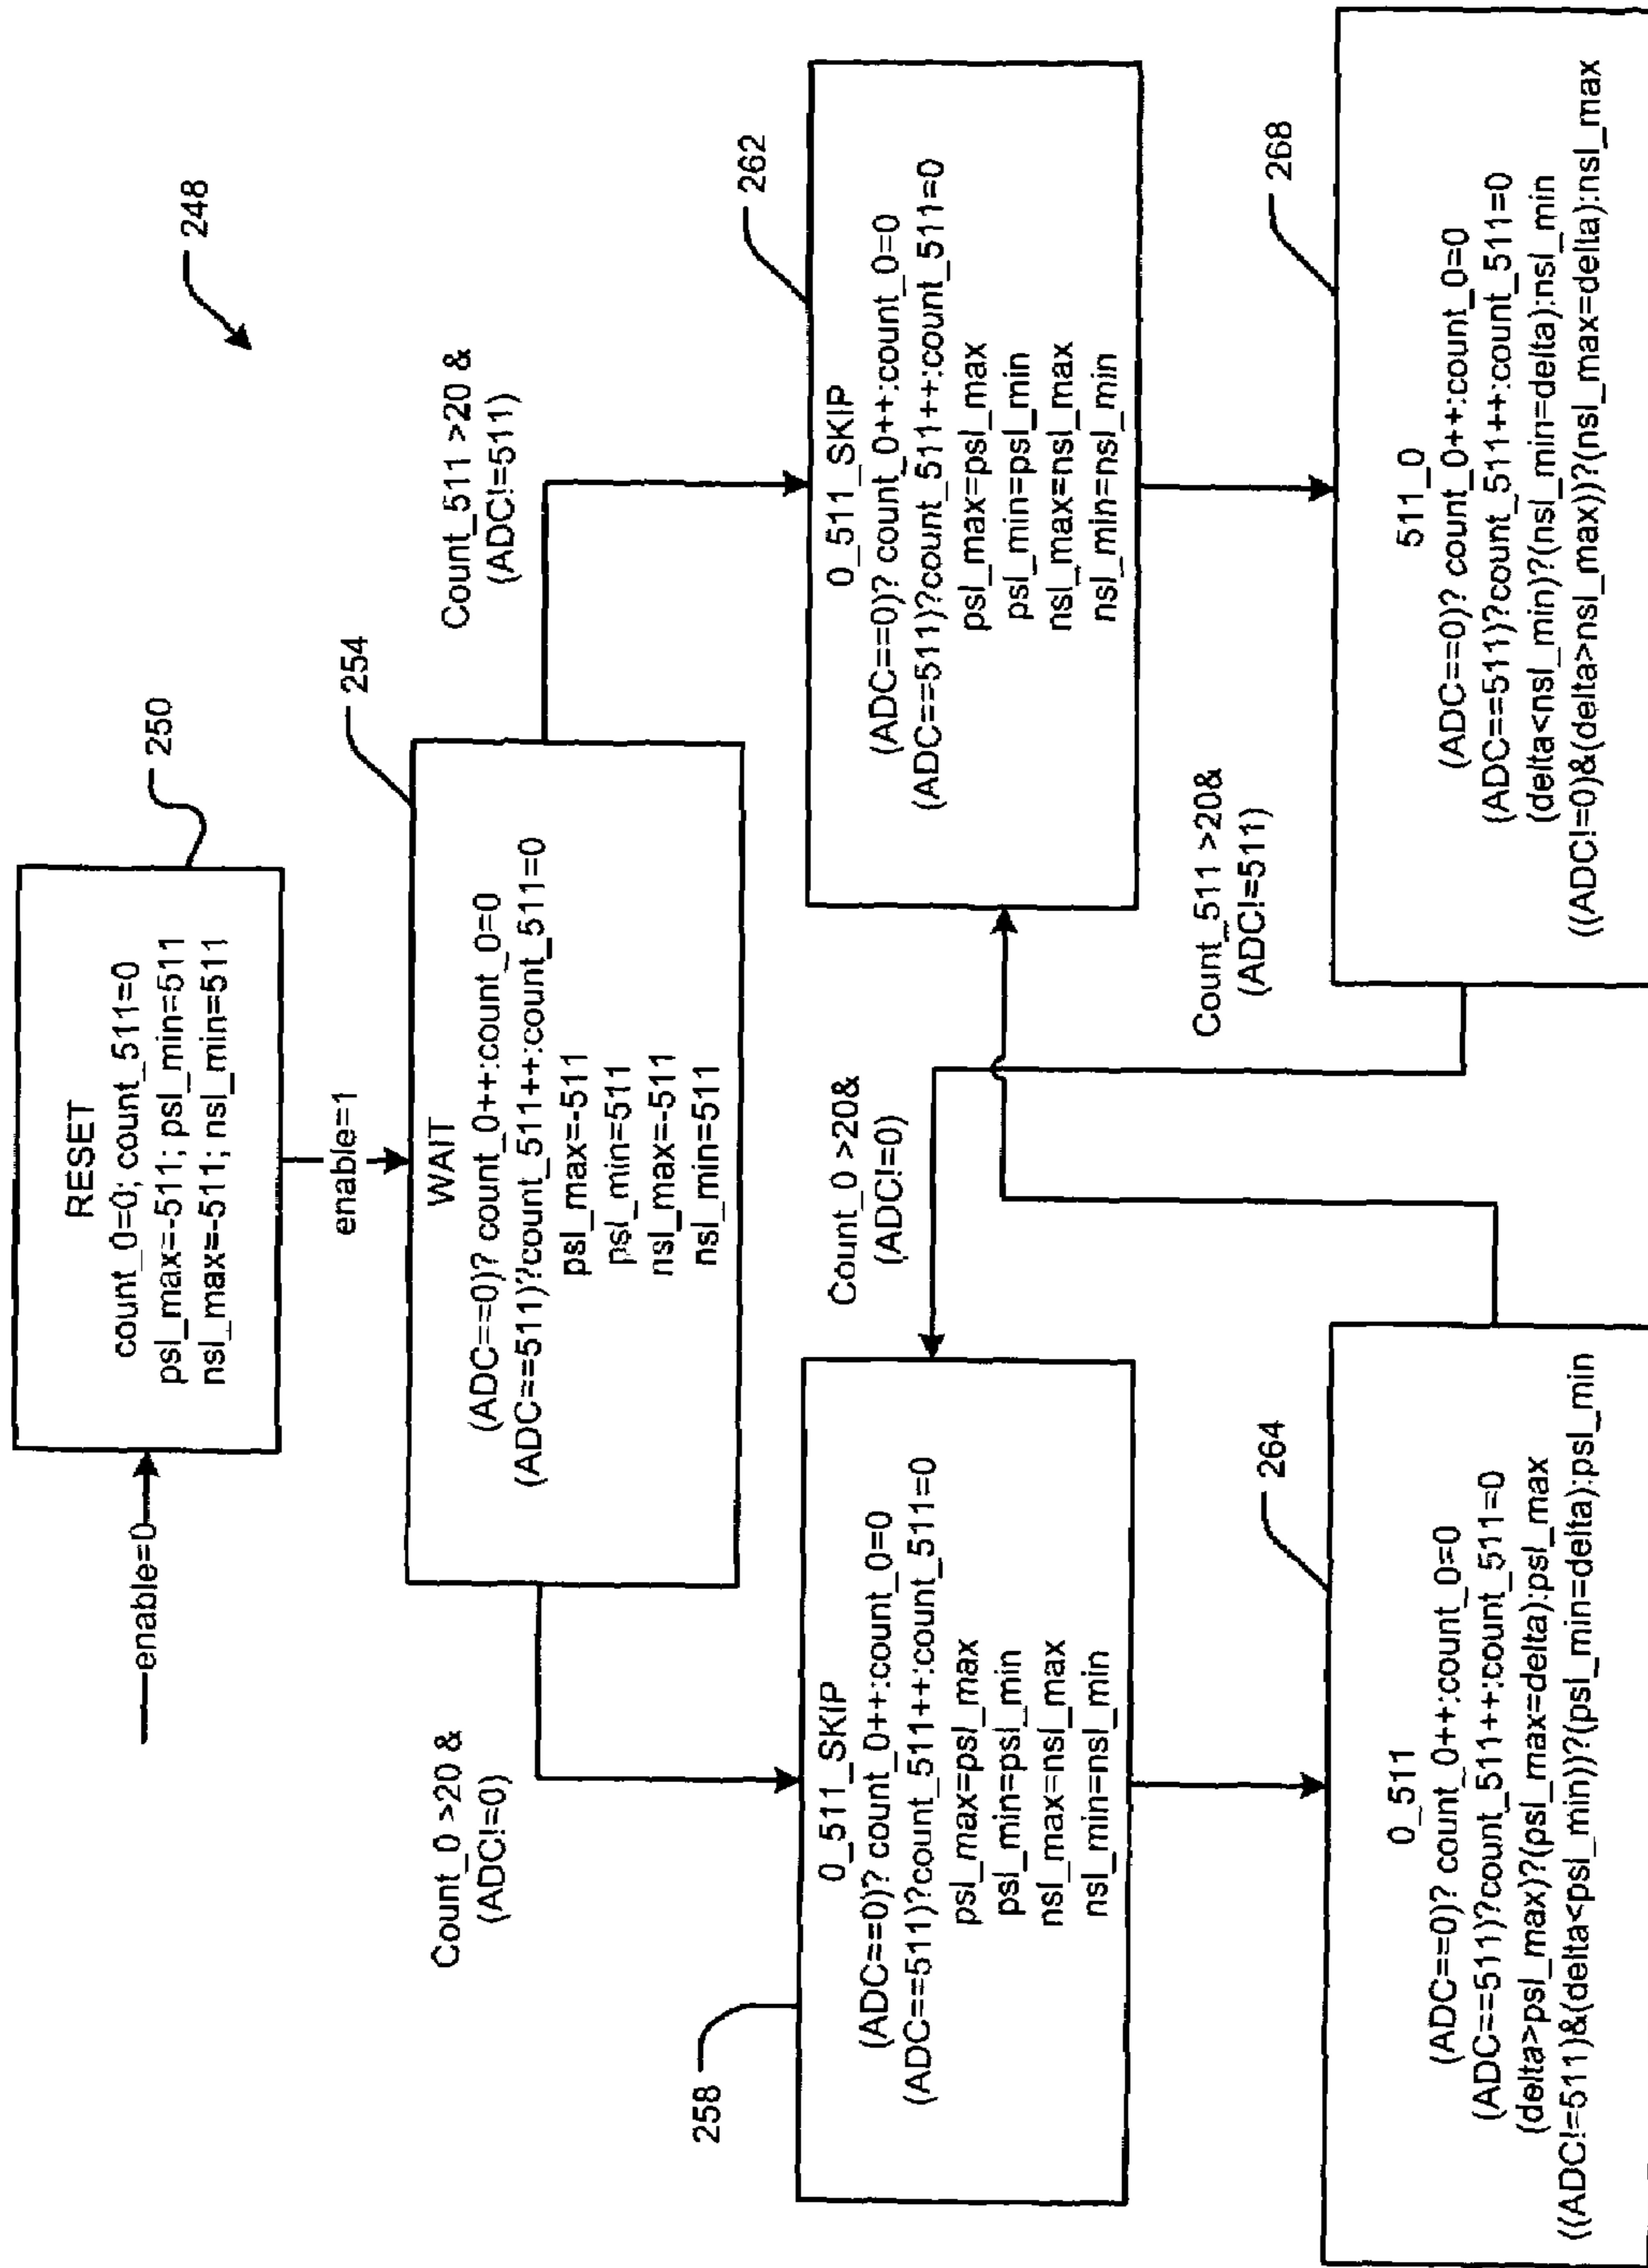 248
enable=0
RESET
count_0=0; count_511=0
psl_max=-511; psl_min=511
nsl_max=-511; nsl_min=511
250
enable=1
WAIT
(ADC==0)? count_0++:count_0=0
(ADC==511)?count_511++:count_511=0
psl_max=-511
psl_min=511
nsl_max=-511
nsl_min=511
254
Count_0 >20 &
(ADC!=0)
Count_511 >20 &
(ADC!=511)
258
0_511_SKIP
(ADC==0)? count_0++:count_0=0
(ADC==511)?count_511++:count_511=0
psl_max=psl_max
psl_min=psl_min
nsl_max=nsl_max
nsl_min=nsl_min
0_511_SKIP
(ADC==0)? count_0++:count_0=0
(ADC==511)?count_511++:count_511=0
psl_max=psl_max
psl_min=psl_min
nsl_max=nsl_max
nsl_min=nsl_min
262
Count_0 >20&
(ADC!=0)
Count_511 >20&
(ADC!=511)
264
0_511
(ADC==0)? count_0++:count_0=0
(ADC==511)?count_511++:count_511=0
(delta>psl_max)?(psl_max=delta):psl_max
((ADC!=511)&(delta<psl_min))?(psl_min=delta):psl_min
268
511_0
(ADC==0)? count_0++:count_0=0
(ADC==511)?count_511++:count_511=0
(delta<nsl_min)?(nsl_min=delta):nsl_min
((ADC!=0)&(delta>nsl_max))?(nsl_max=delta):nsl_max